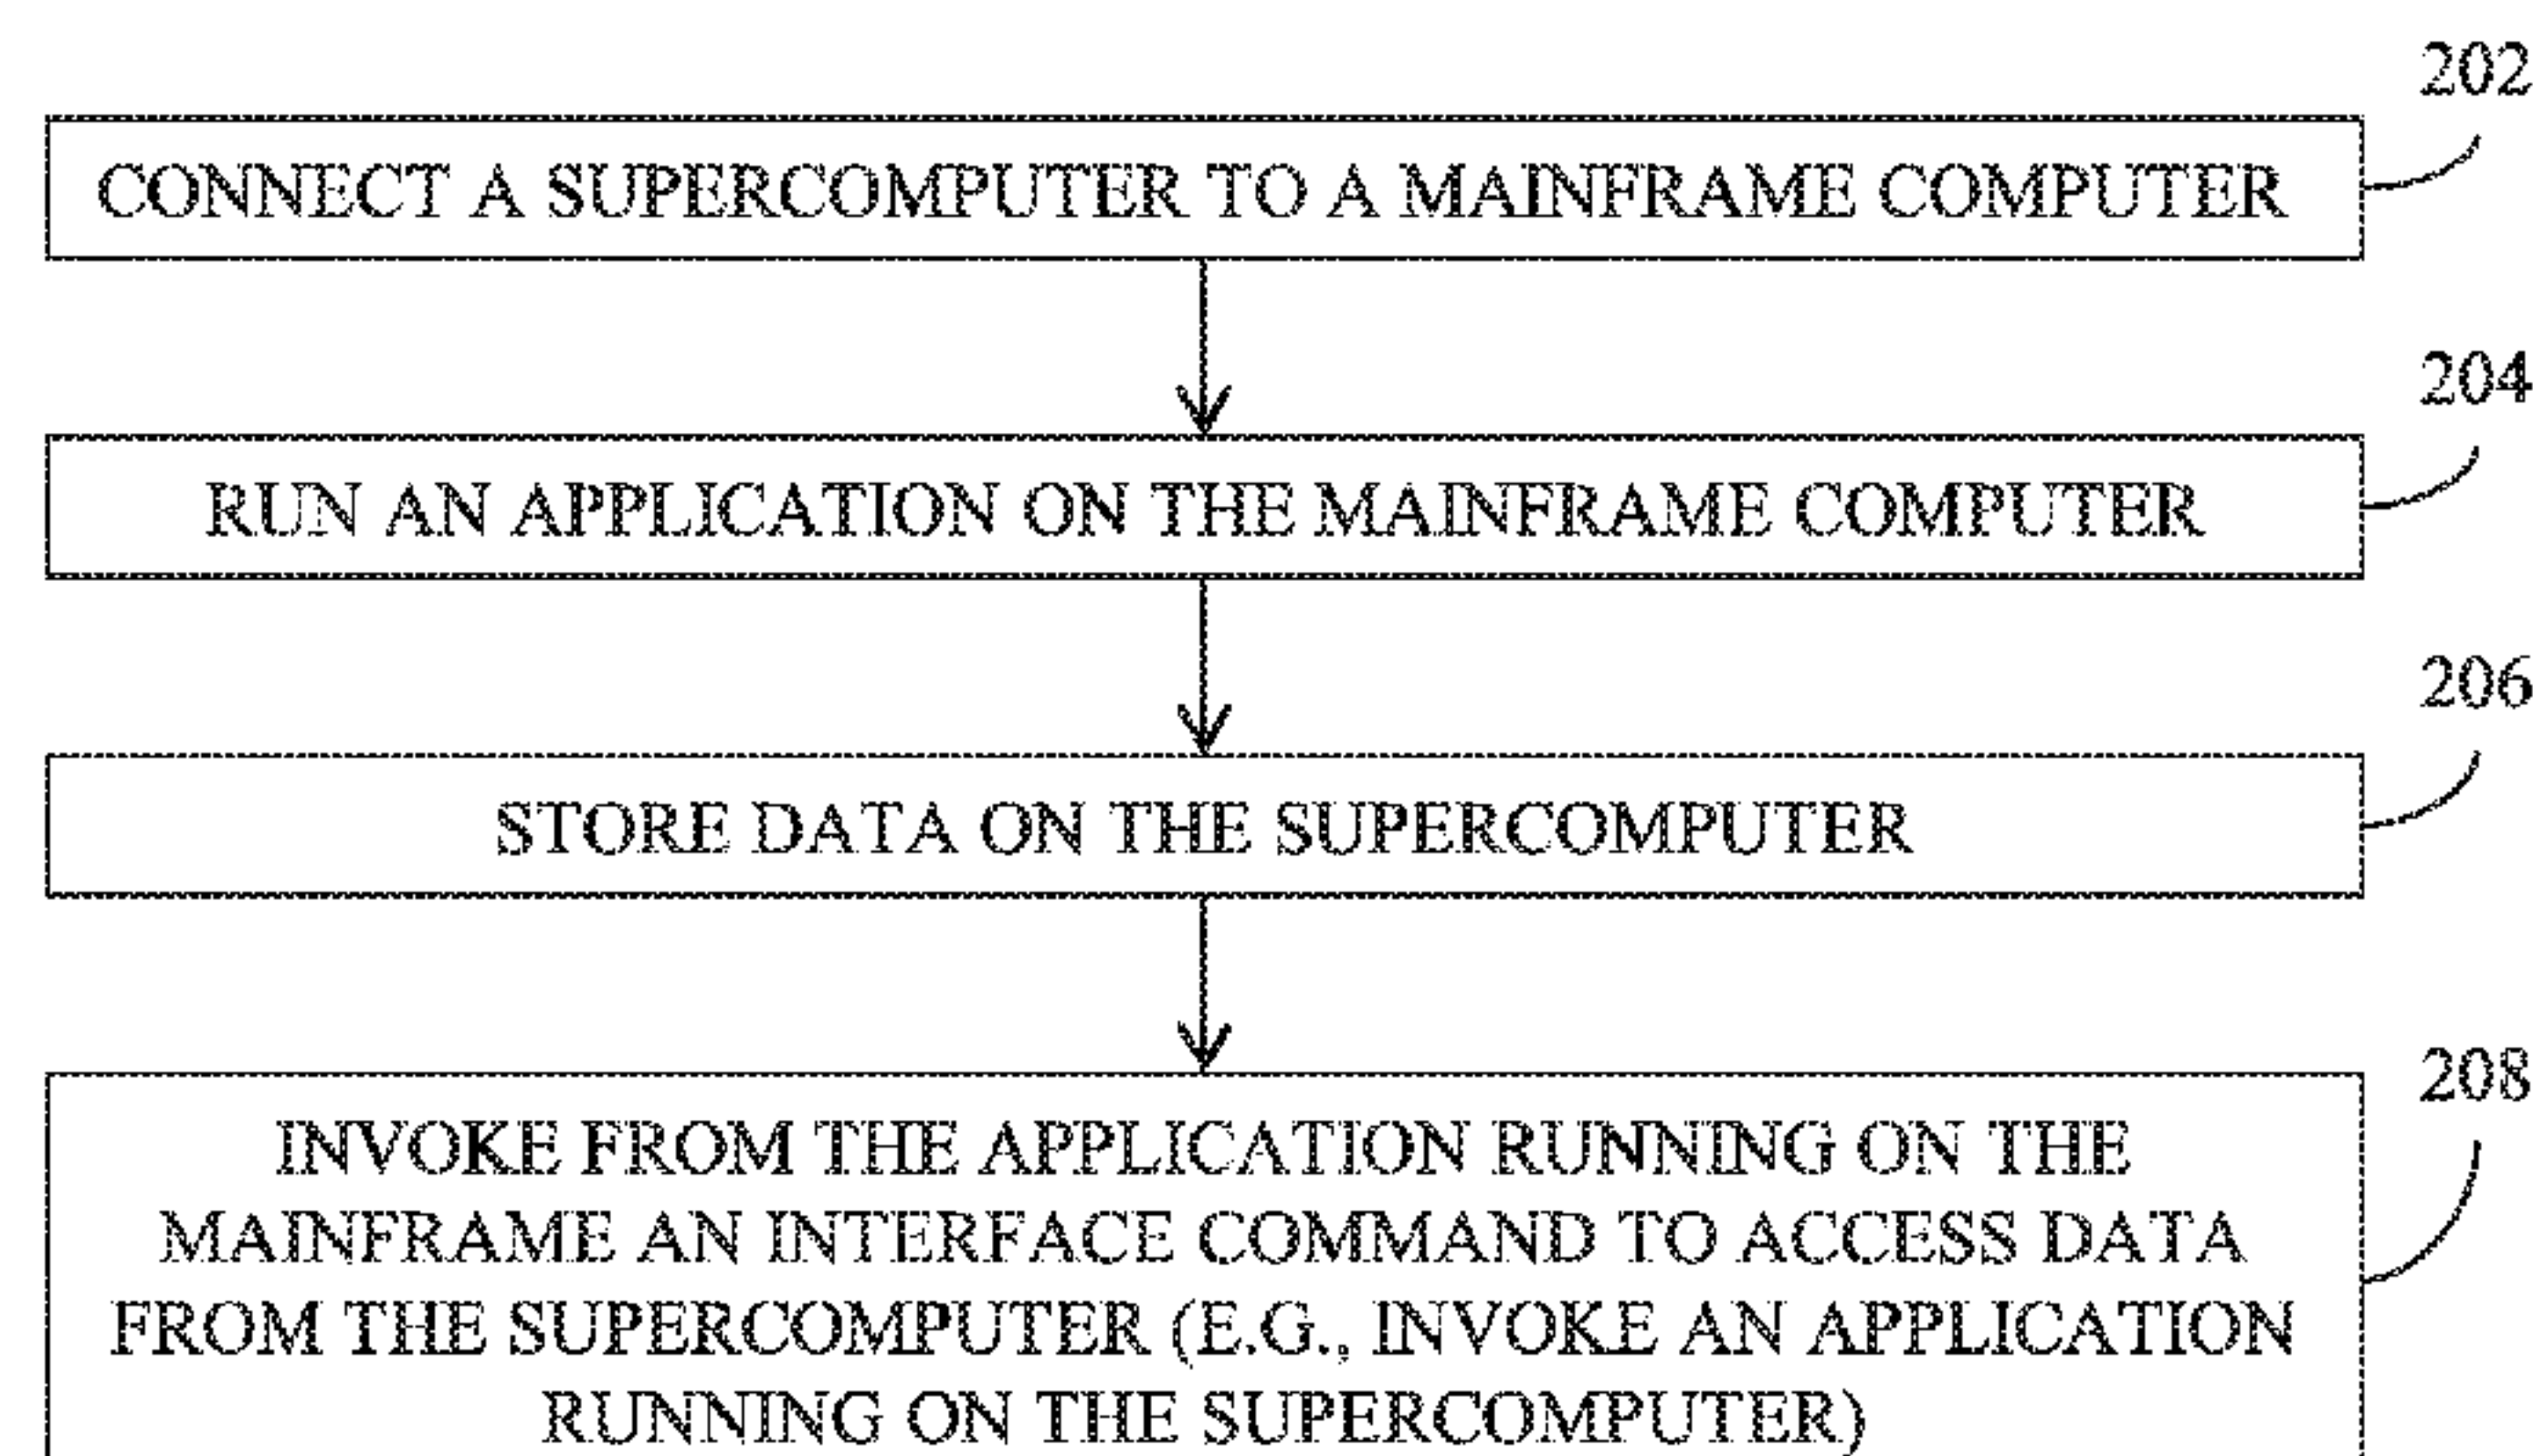 202
CONNECT A SUPERCOMPUTER TO A MAINFRAME COMPUTER
204
RUN AN APPLICATION ON THE MAINFRAME COMPUTER
206
STORE DATA ON THE SUPERCOMPUTER
208
INVOKE FROM THE APPLICATION RUNNING ON THE
MAINFRAME AN INTERFACE COMMAND TO ACCESS DATA
FROM THE SUPERCOMPUTER (E.G., INVOKE AN APPLICATION
RUNNING ON THE SUPERCOMPUTER)